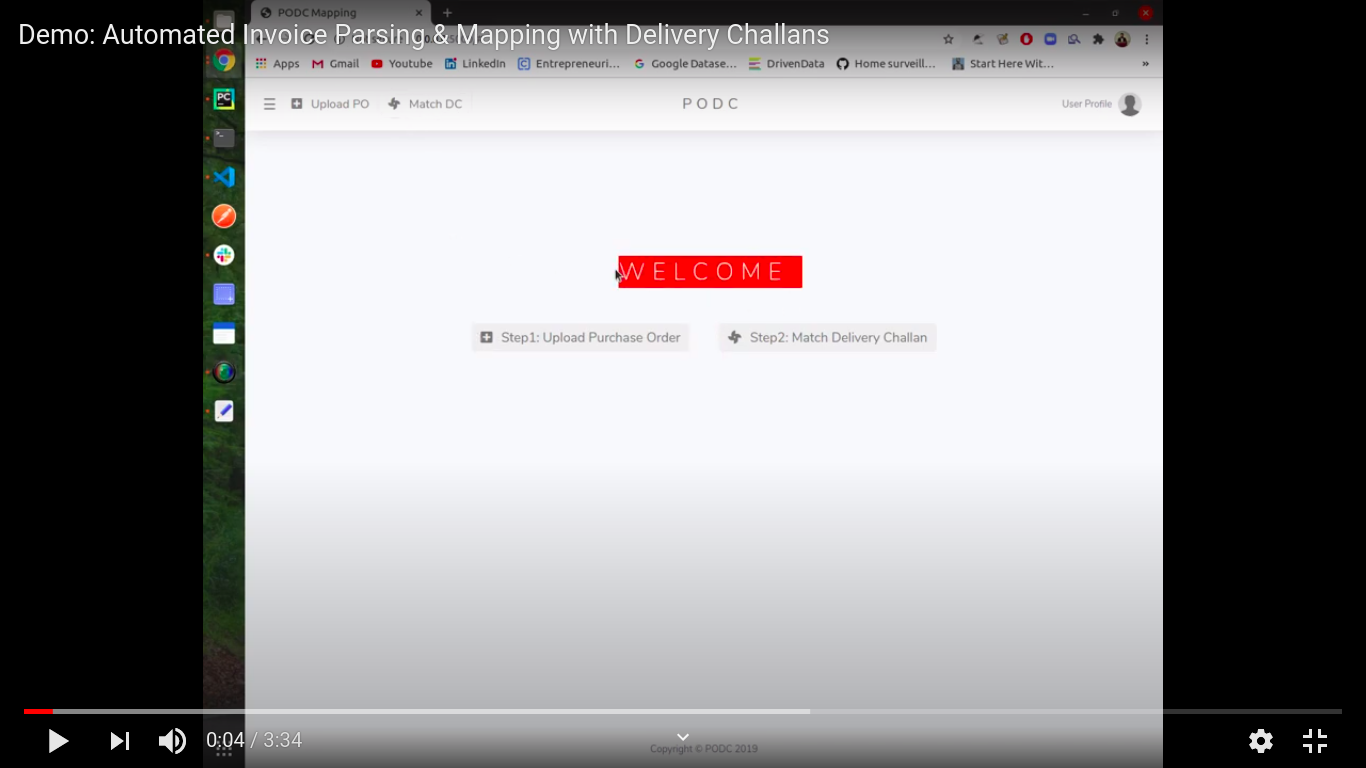 PODC Mapping
Demo: Automated Invoice Parsing & Mapping with Delivery Challans
Apps Gmail Youtube LinkedIn Entrepreneuri... Google Datase... DrivenData Home surveill... Start Here Wit... »
Upload PO Match DC PODC User Profile
WELCOME
Step1: Upload Purchase Order Step2: Match Delivery Challan
0:04 / 3:34
Copyright © PODC 2019